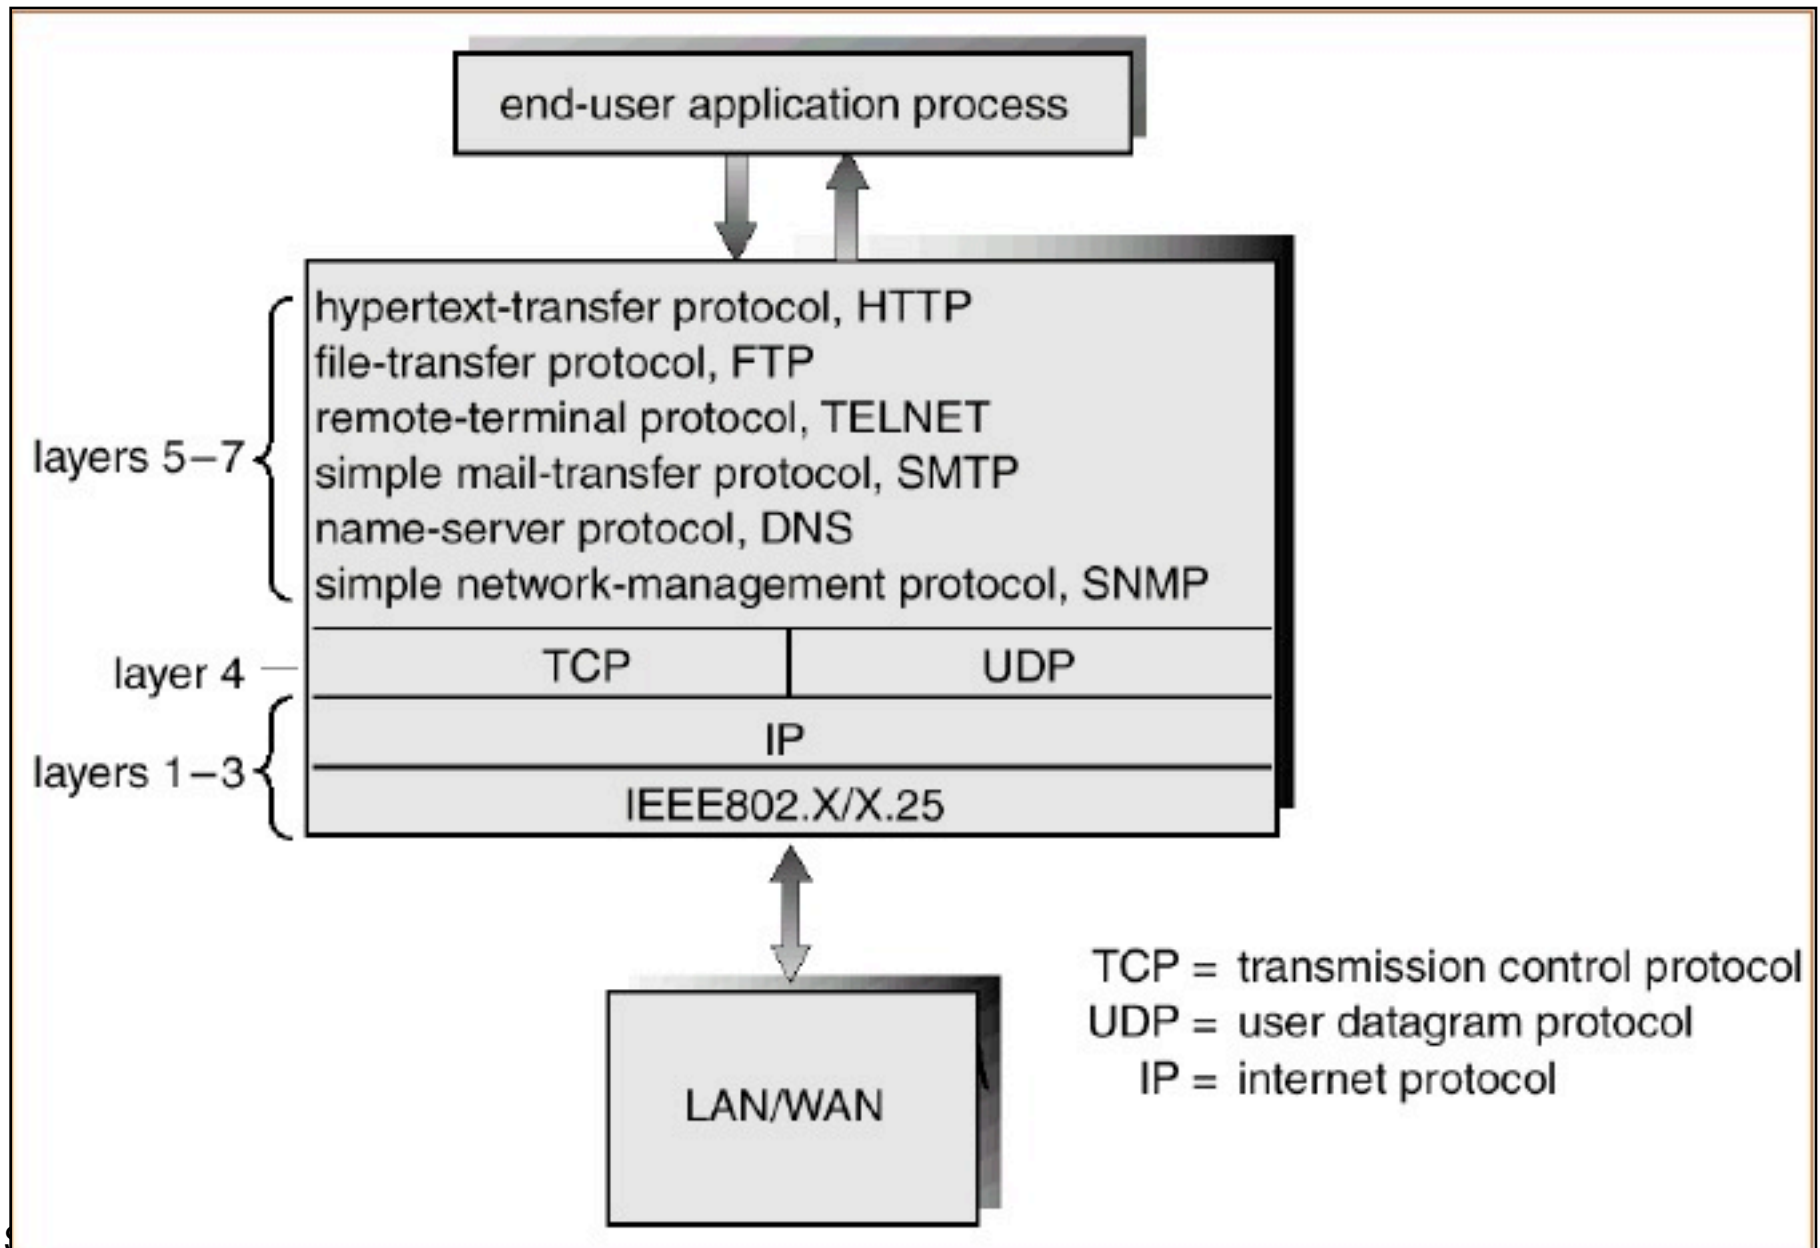 end-user application process
hypertext-transfer protocol, HTTP
file-transfer protocol, FTP
remote-terminal protocol, TELNET
layers 5–7
simple mail-transfer protocol, SMTP
name-server protocol, DNS
simple network-management protocol, SNMP
layer 4
TCP
UDP
IP
layers 1–3
IEEE802.X/X.25
LAN/WAN
TCP = transmission control protocol
UDP = user datagram protocol
IP = internet protocol